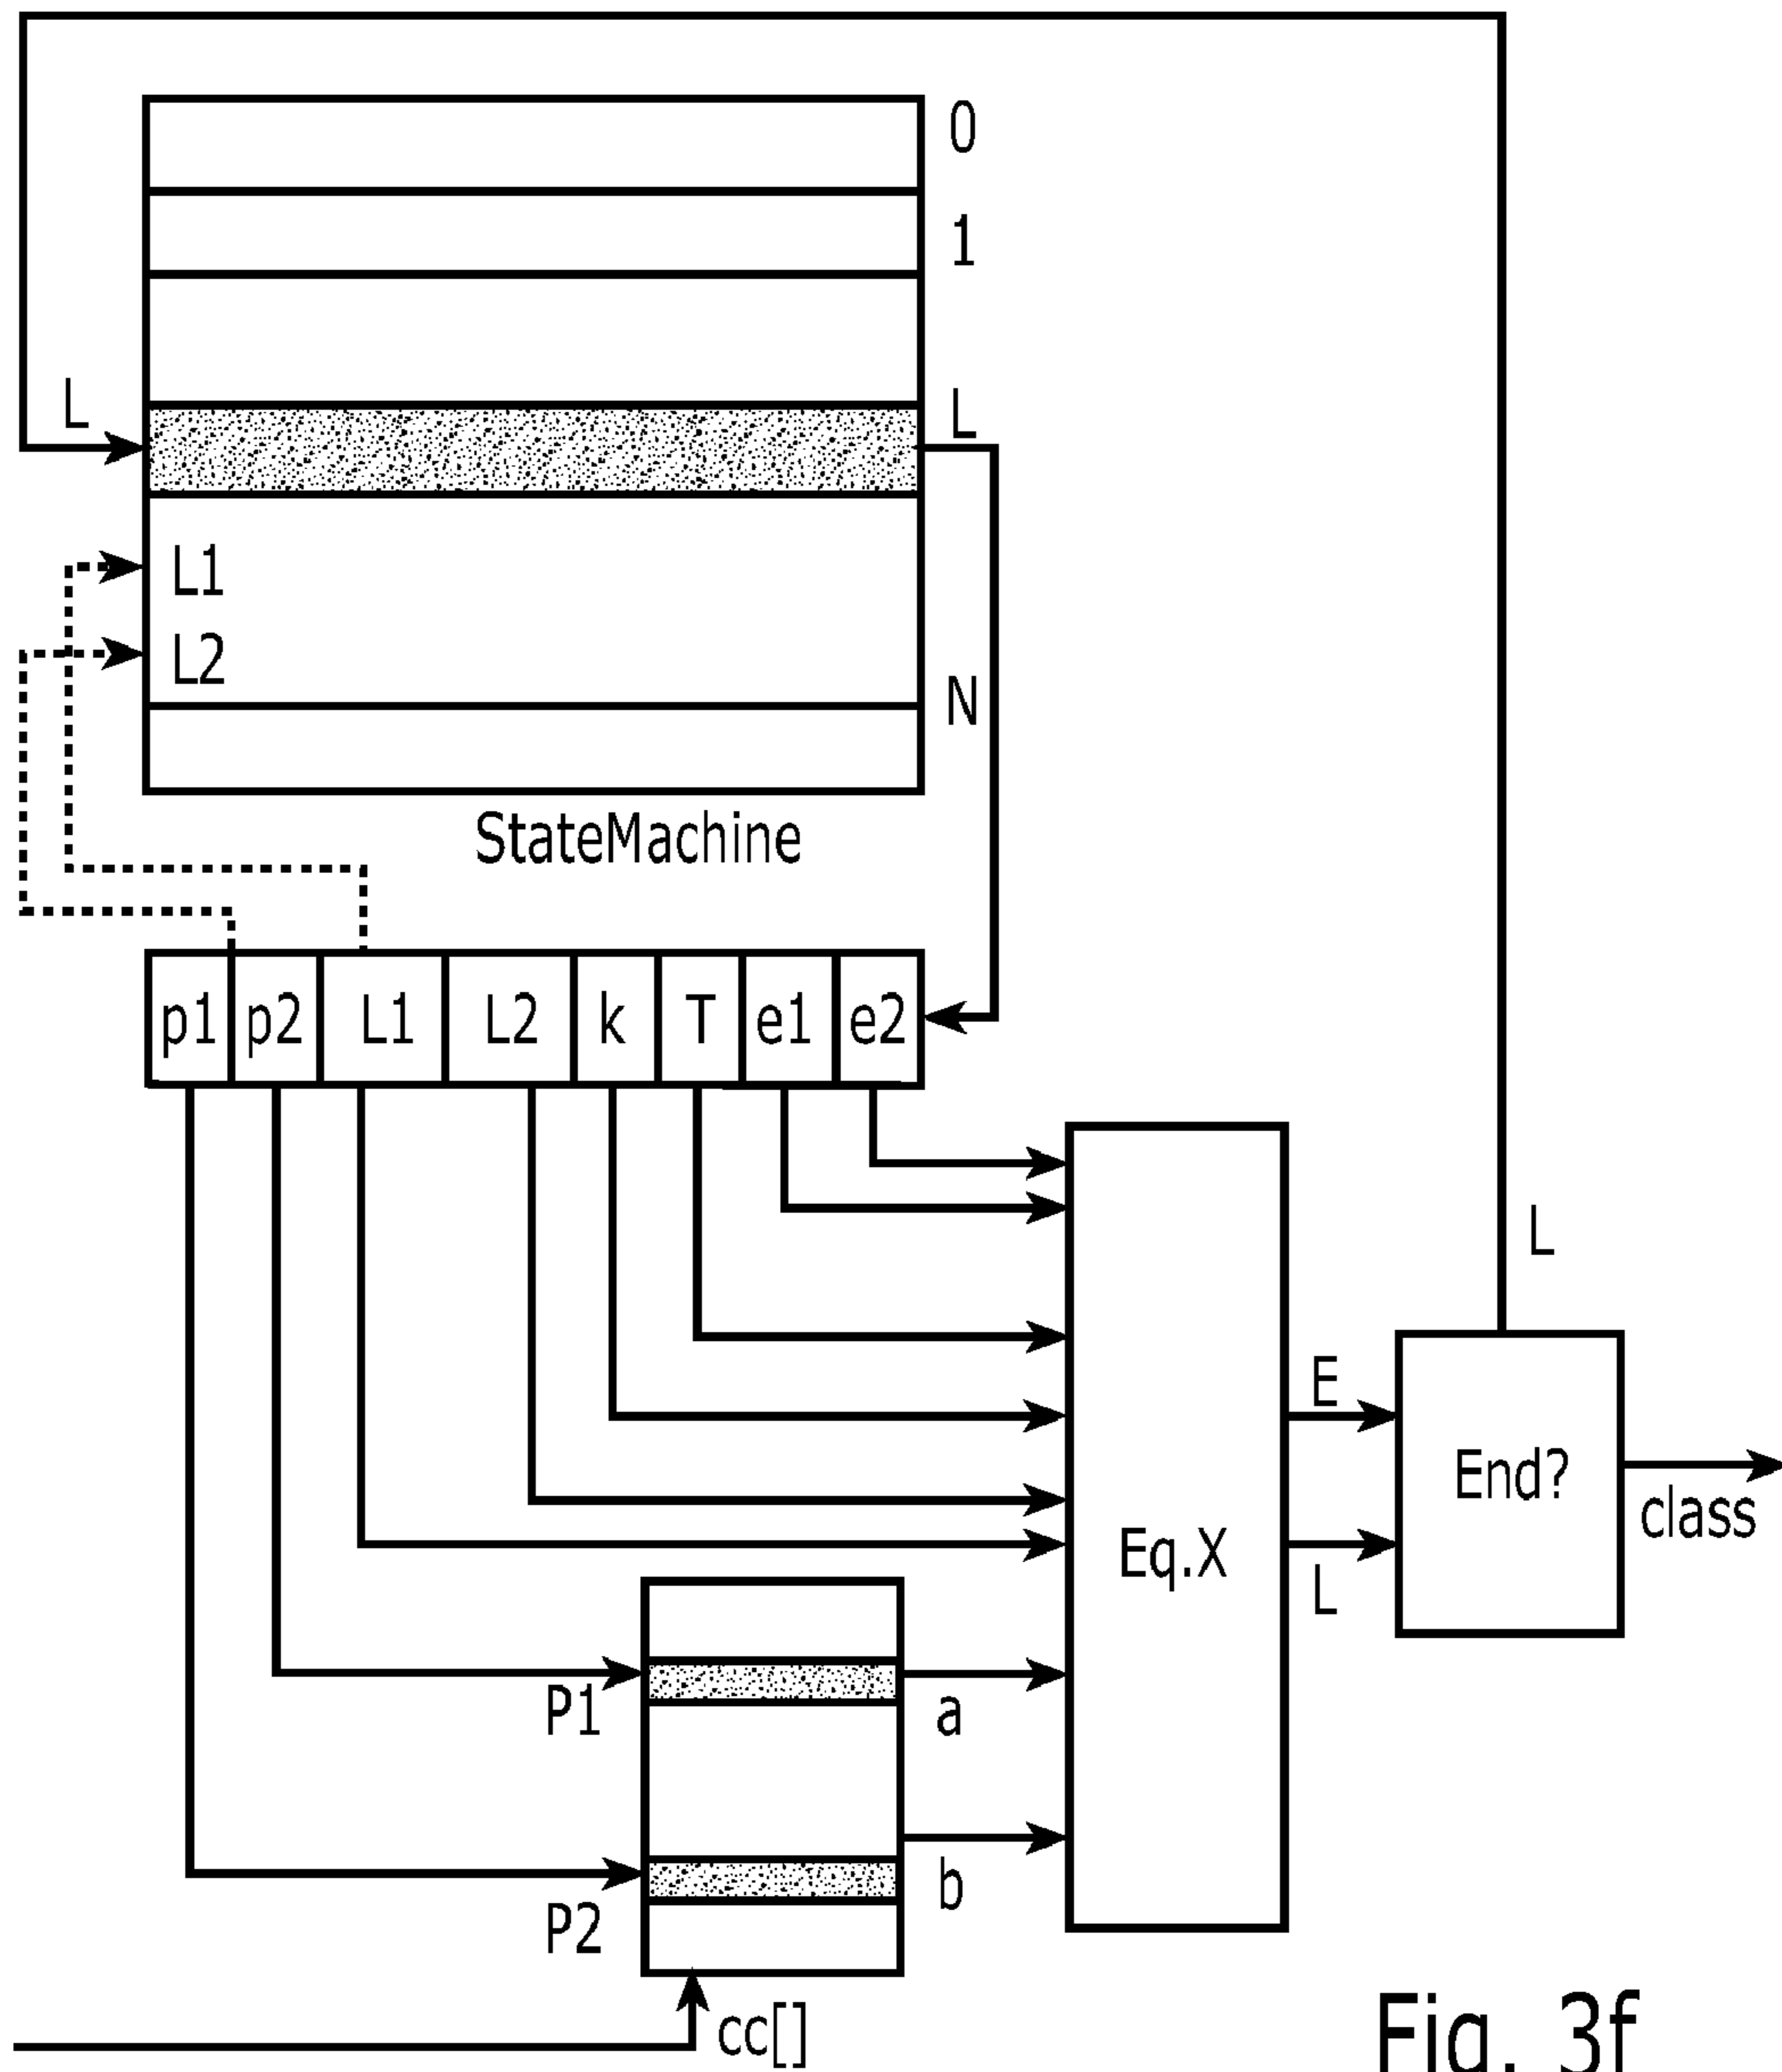 0
1
L
L
L1
L2
N
StateMachine
p1 p2 L1 L2 k T e1 e2
L
E
End?
class
Eq.X
L
P1
a
b
P2
cc[]
Fig. 3f